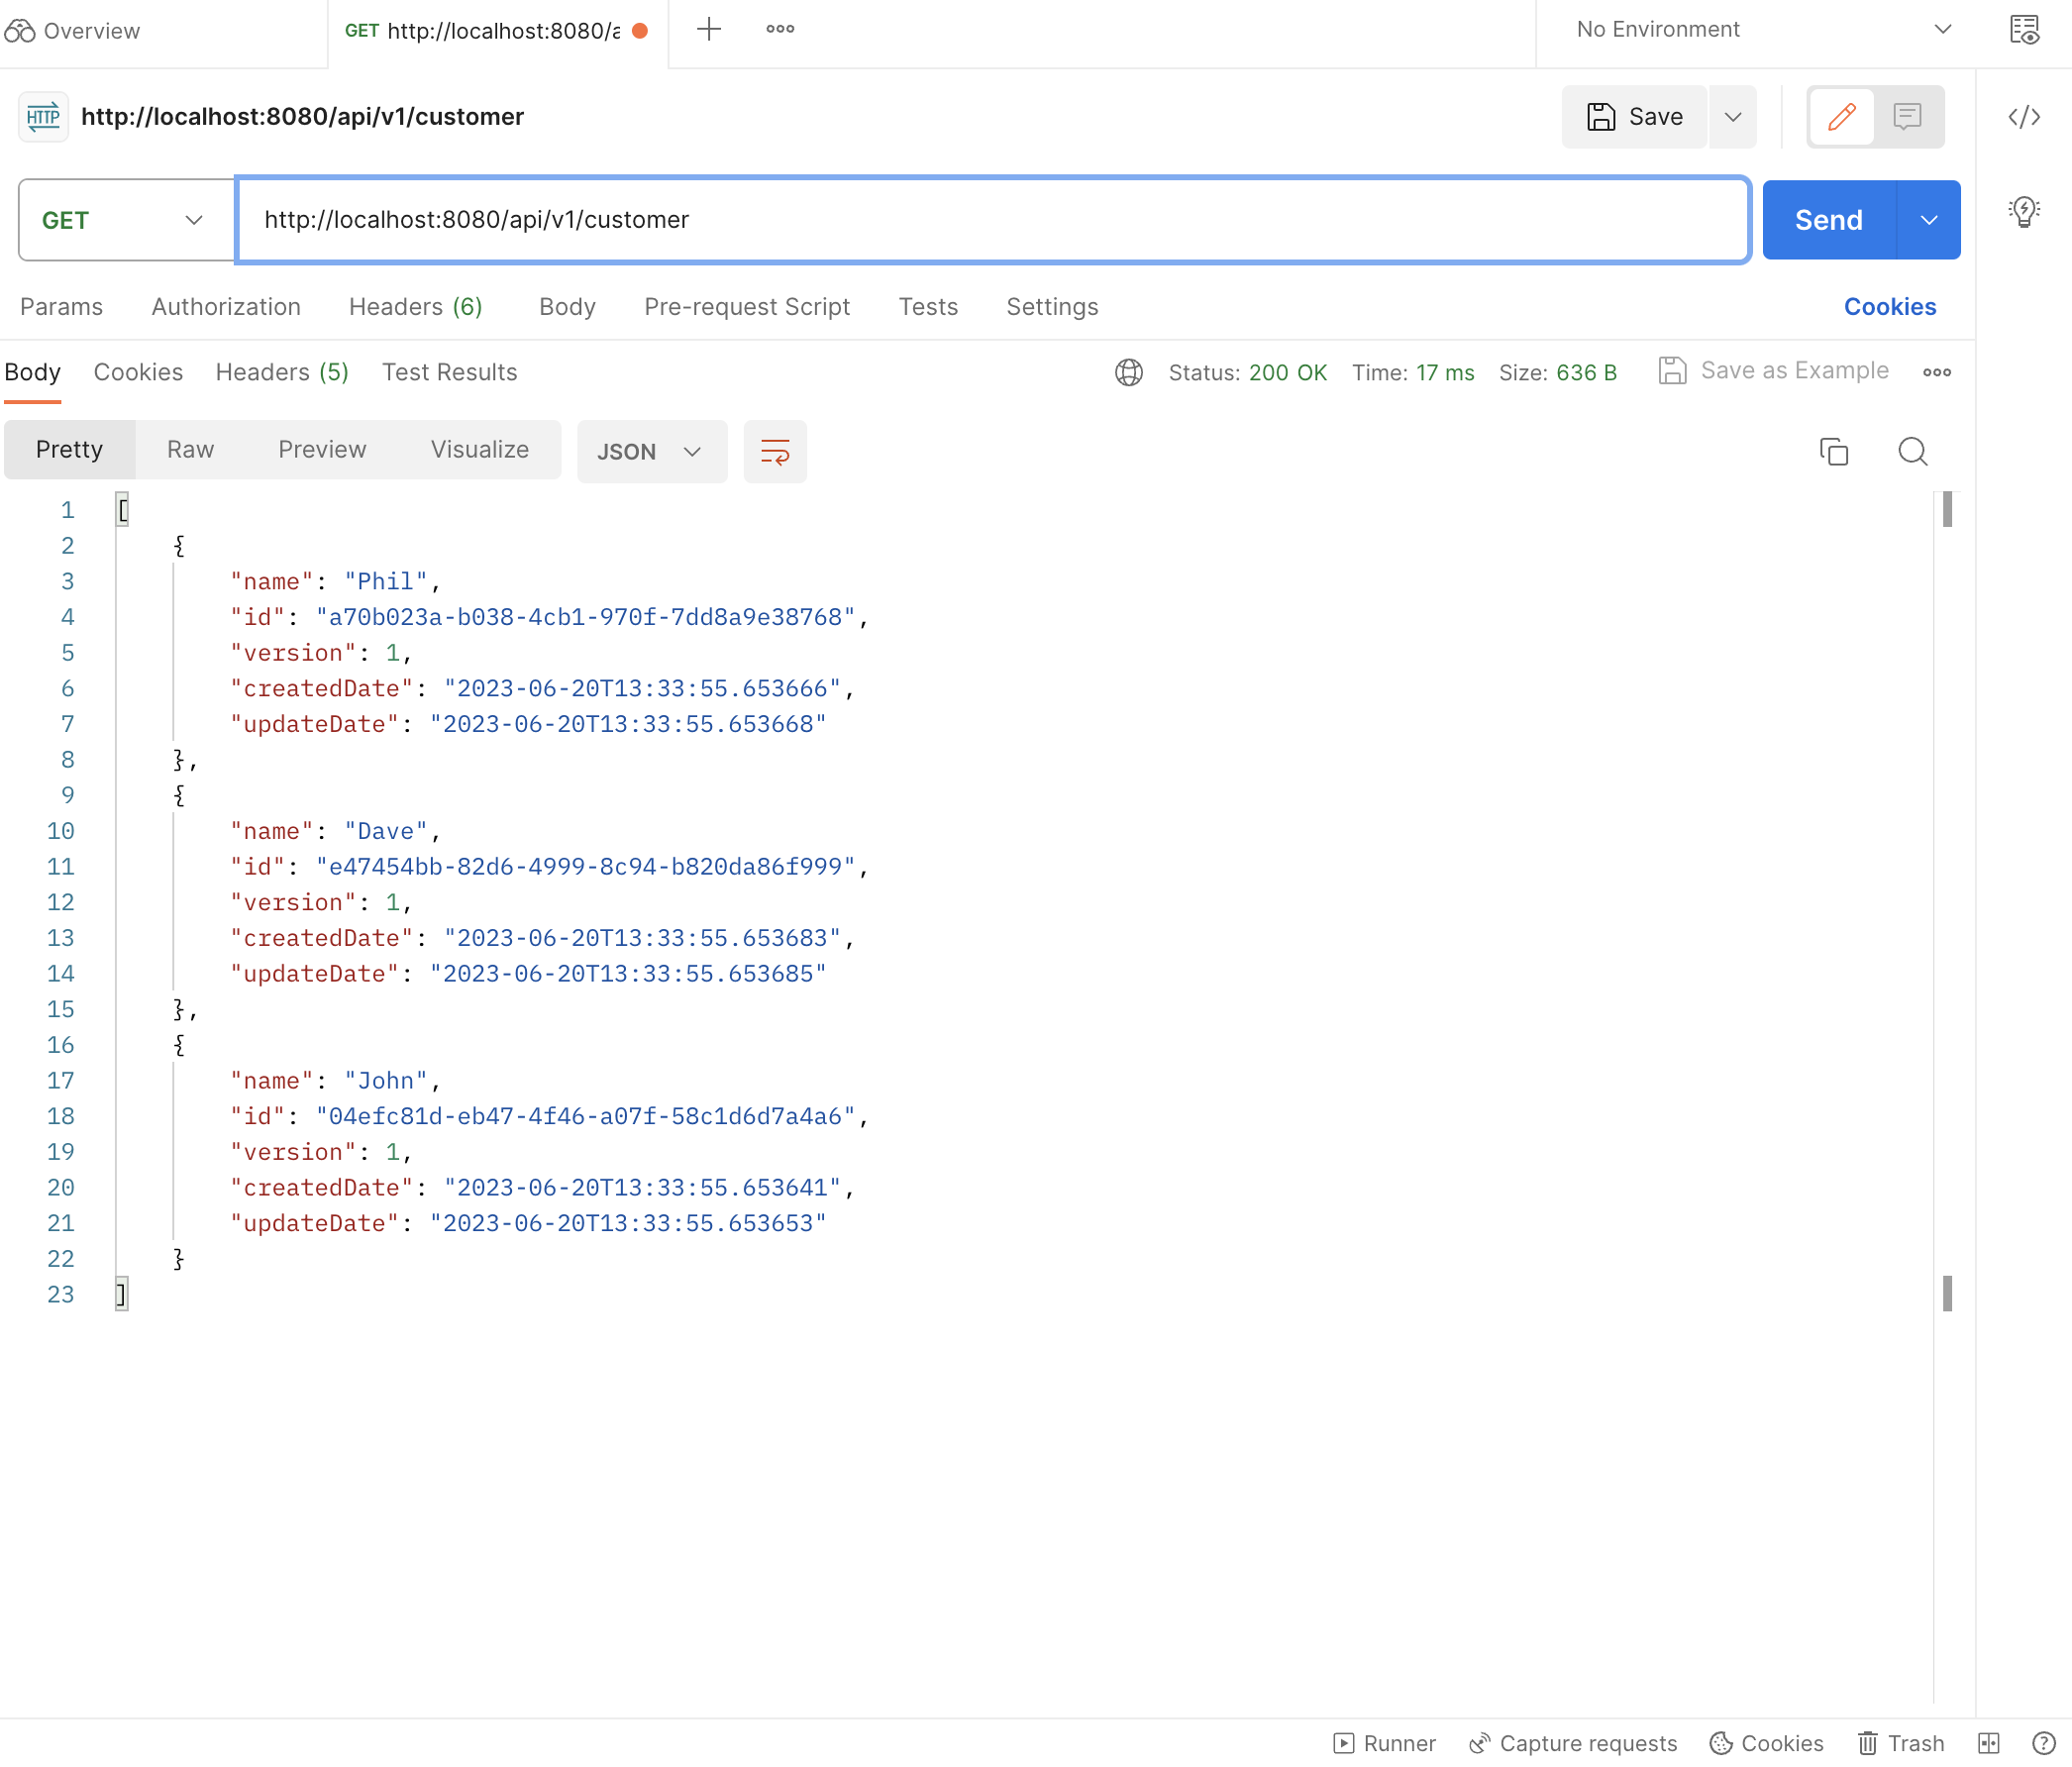 Overview
GET http://localhost:8080/a
No Environment
HTTP http://localhost:8080/api/v1/customer
Save
GET http://localhost:8080/api/v1/customer Send
Params Authorization Headers (6) Body Pre-request Script Tests Settings Cookies
Body Cookies Headers (5) Test Results Status: 200 OK Time: 17 ms Size: 636 B Save as Example
Pretty Raw Preview Visualize JSON
1 [
2 {
3 "name": "Phil",
4 "id": "a70b023a-b038-4cb1-970f-7dd8a9e38768",
5 "version": 1,
6 "createdDate": "2023-06-20T13:33:55.653666",
7 "updateDate": "2023-06-20T13:33:55.653668"
8 },
9 {
10 "name": "Dave",
11 "id": "e47454bb-82d6-4999-8c94-b820da86f999",
12 "version": 1,
13 "createdDate": "2023-06-20T13:33:55.653683",
14 "updateDate": "2023-06-20T13:33:55.653685"
15 },
16 {
17 "name": "John",
18 "id": "04efc81d-eb47-4f46-a07f-58c1d6d7a4a6",
19 "version": 1,
20 "createdDate": "2023-06-20T13:33:55.653641",
21 "updateDate": "2023-06-20T13:33:55.653653"
22 }
23 ]
Runner Capture requests Cookies Trash